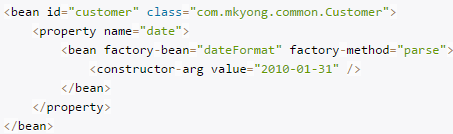 <bean id="customer" class="com.mkyong.common.Customer">
    <property name="date">
        <bean factory-bean="dateFormat" factory-method="parse">
            <constructor-arg value="2010-01-31" />
        </bean>
    </property>
</bean>